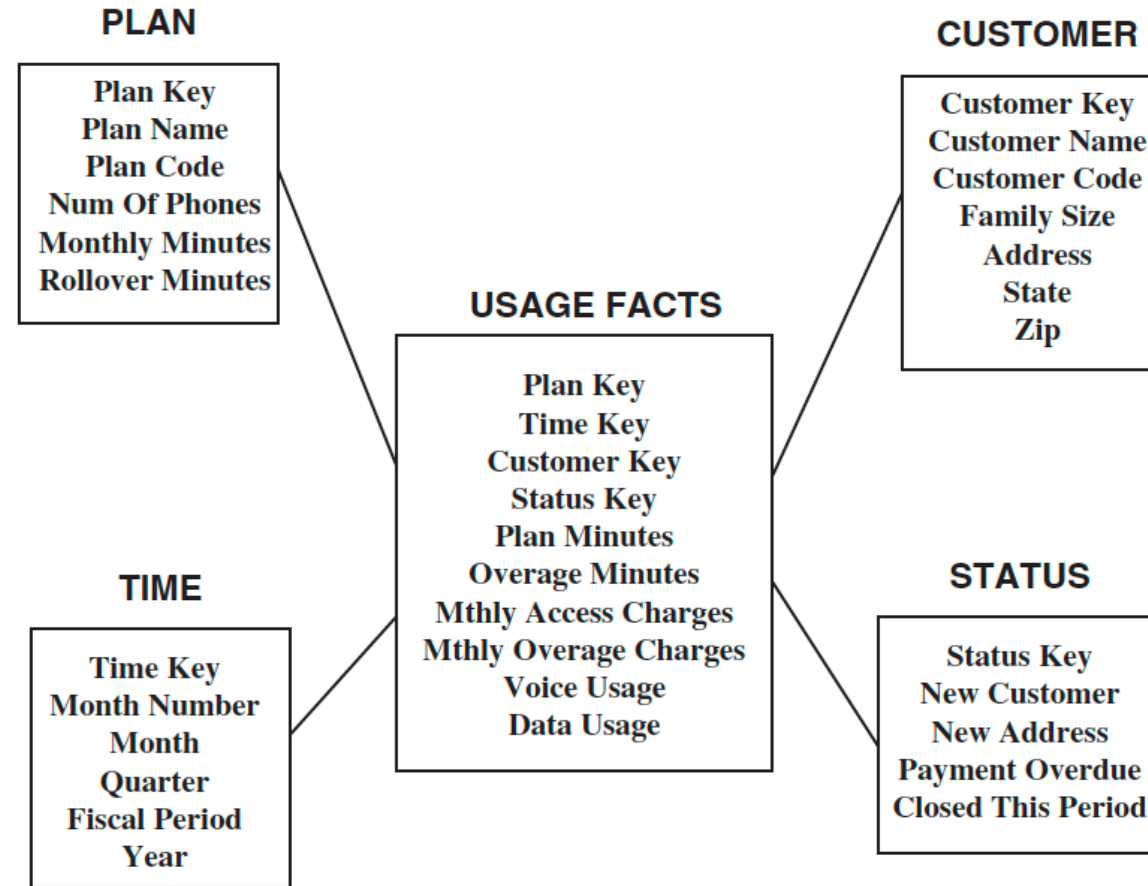 PLAN
Plan Key
Plan Name
Plan Code
Num Of Phones
Monthly Minutes
Rollover Minutes
CUSTOMER
Customer Key
Customer Name
Customer Code
Family Size
Address
State
Zip
USAGE FACTS
Plan Key
Time Key
Customer Key
Status Key
Plan Minutes
Overage Minutes
Mthly Access Charges
Mthly Overage Charges
Voice Usage
Data Usage
TIME
Time Key
Month Number
Month
Quarter
Fiscal Period
Year
STATUS
Status Key
New Customer
New Address
Payment Overdue
Closed This Period